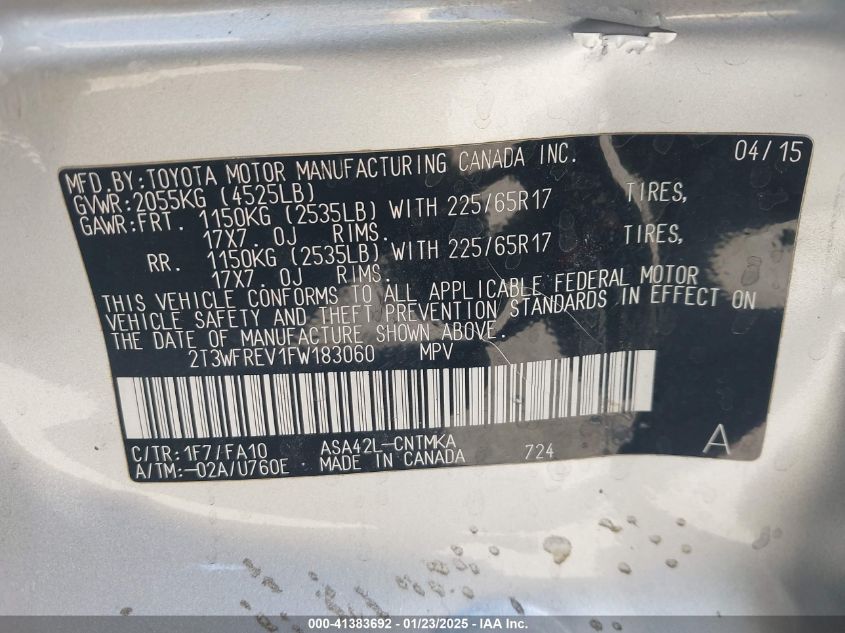 MFD.BY:TOYOTA MOTOR MANUFACTURING CANADA INC. 04/15
GVWR:2055KG (4525LB)
GAWR:FRT. 1150KG (2535LB) WITH 225/65R17 TIRES,
17X7. 0J RIMS.
RR. 1150KG (2535LB) WITH 225/65R17 TIRES,
17X7. 0J RIMS.
THIS VEHICLE CONFORMS TO ALL APPLICABLE FEDERAL MOTOR
VEHICLE SAFETY AND THEFT PREVENTION STANDARDS IN EFFECT ON
THE DATE OF MANUFACTURE SHOWN ABOVE.
2T3WFREV1FW183060 MPV
C/TR: 1F7/FA10 ASA42L-CNTMKA 724 A
A/TM:-02A/U760E MADE IN CANADA
000-41383692 - 01/23/2025 - IAA Inc.